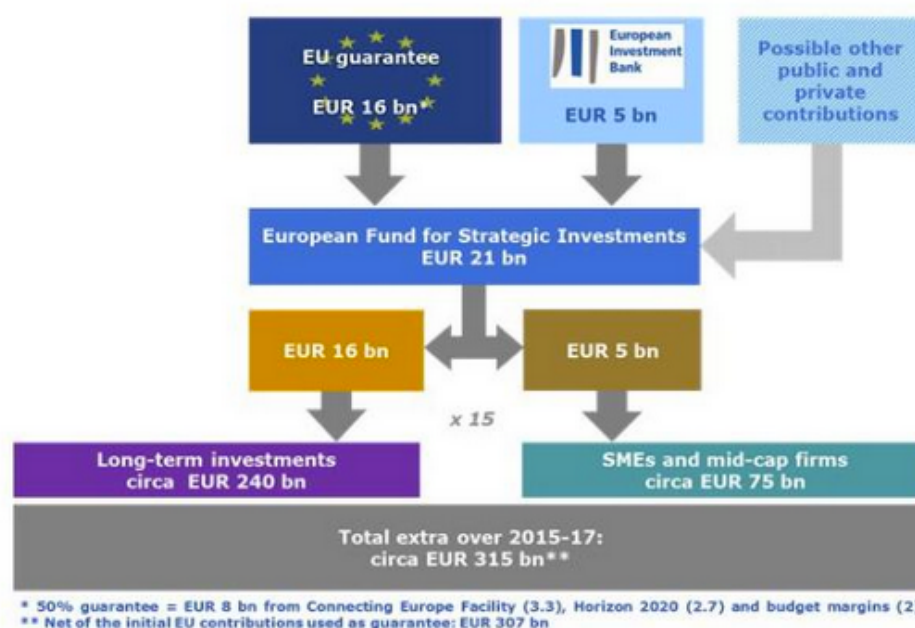 EU guarantee
EUR 16 bn*
European
Investment
Bank
EUR 5 bn
Possible other
public and
private
contributions
European Fund for Strategic Investments
EUR 21 bn
EUR 16 bn
EUR 5 bn
x 15
Long-term investments
circa EUR 240 bn
SMEs and mid-cap firms
circa EUR 75 bn
Total extra over 2015-17:
circa EUR 315 bn**
* 50% guarantee = EUR 8 bn from Connecting Europe Facility (3.3), Horizon 2020 (2.7) and budget margins (2
** Net of the initial EU contributions used as guarantee: EUR 307 bn